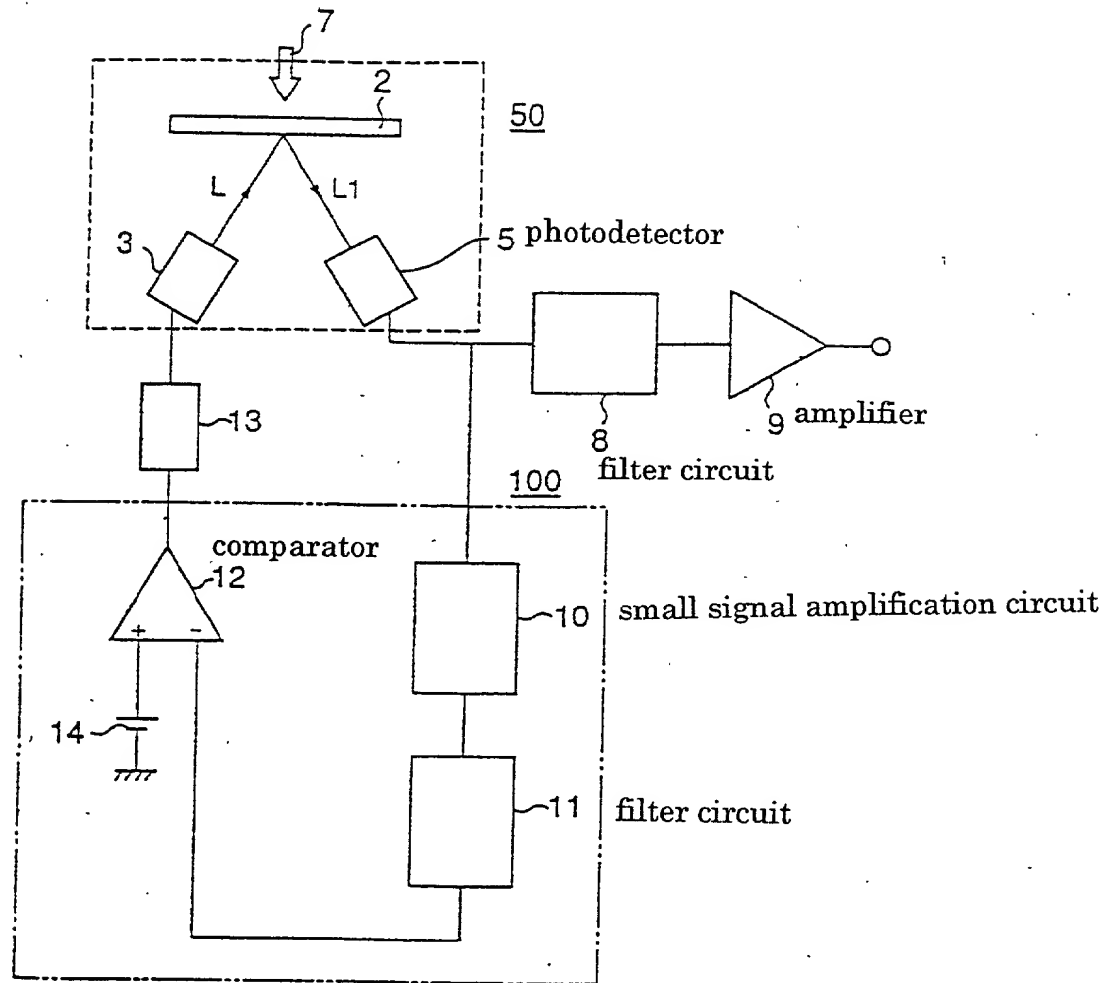 7
2
50
L
L1
3
5 photodetector
13
8
filter circuit
9 amplifier
100
comparator
12
+
-
10
small signal amplification circuit
14
11
filter circuit